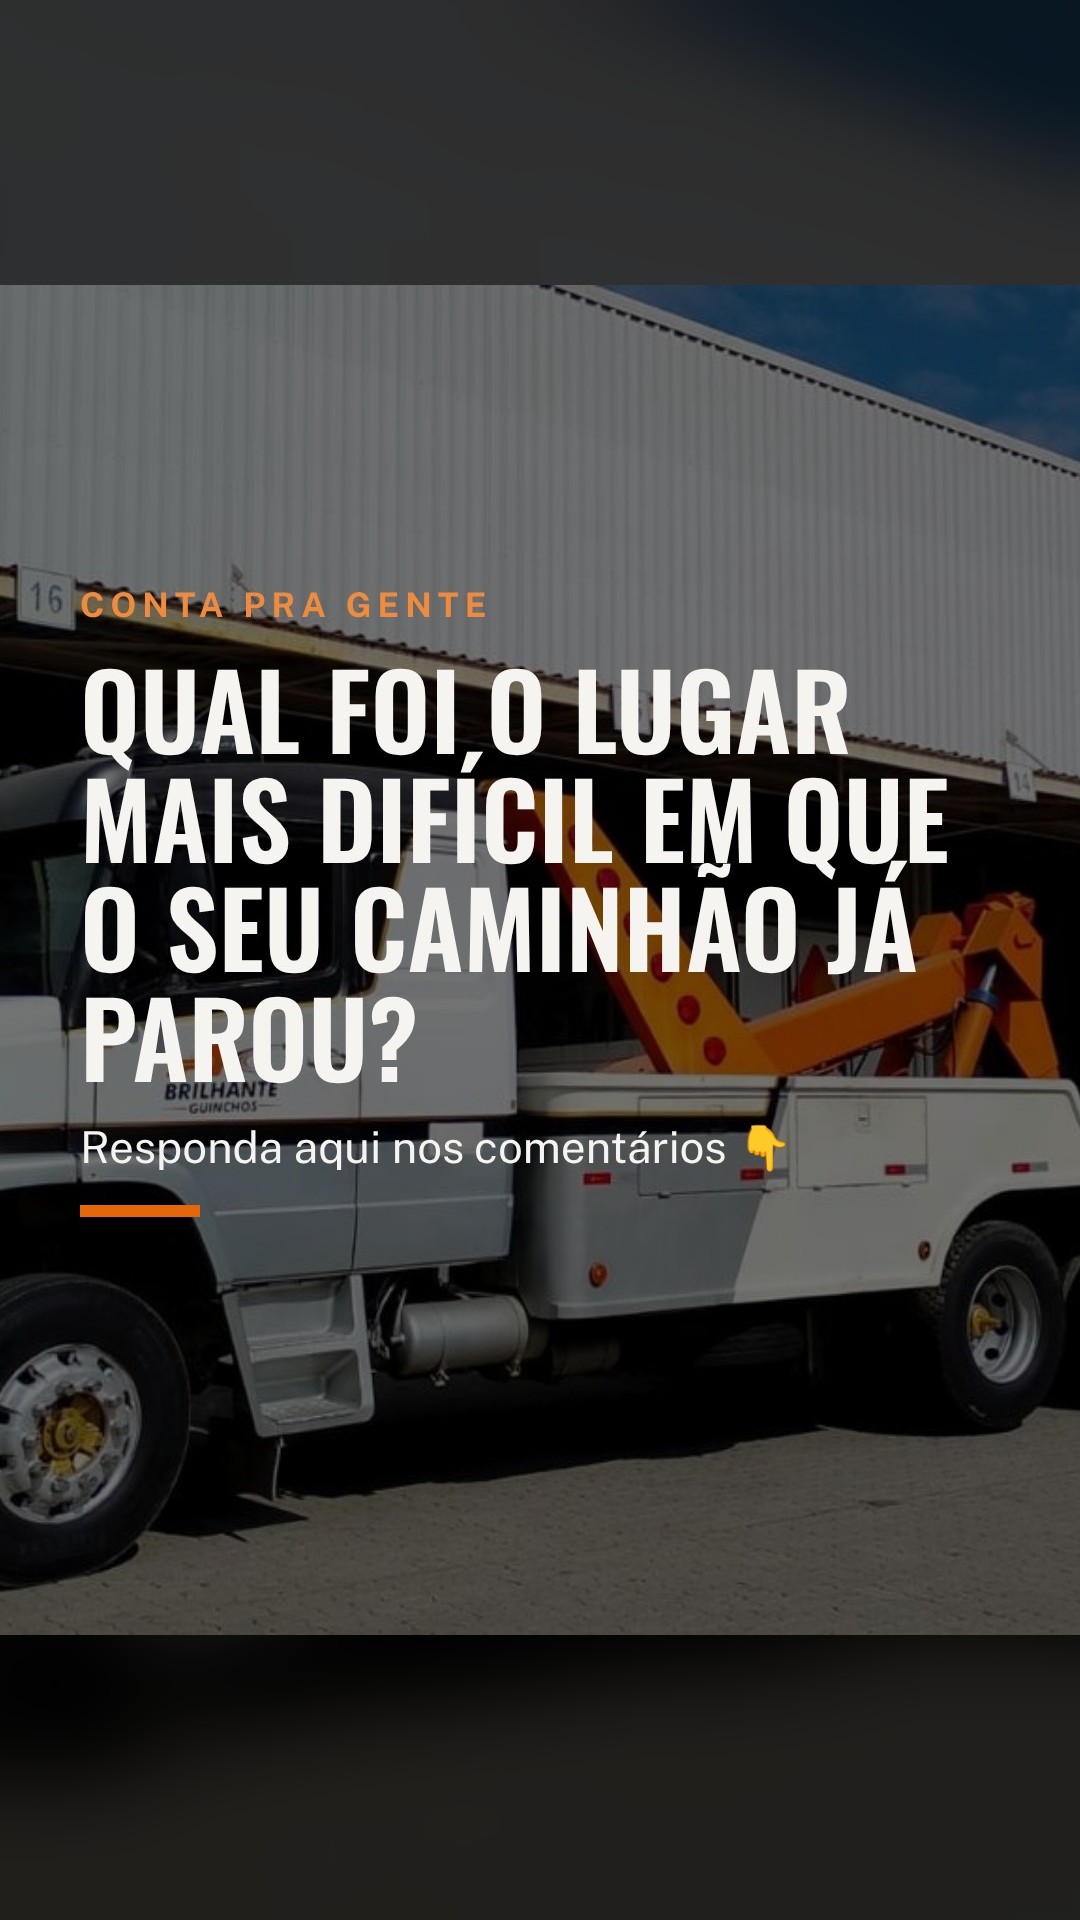 16
CONTA PRA GENTE
QUAL FOI O LUGAR
MAIS DIFÍCIL EM QUE
O SEU CAMINHÃO JÁ
PAROU?
14
BRILHANTE
GUINCHOS
Responda aqui nos comentários 👇